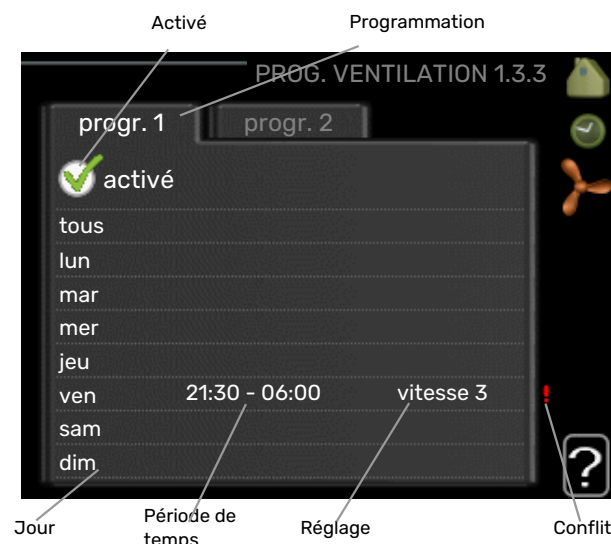 Activé
Programmation
PROG. VENTILATION 1.3.3
progr. 1
progr. 2
activé
tous
lun
mar
mer
jeu
ven 21:30 - 06:00 vitesse 3 !
sam
dim
?
Jour
Période de temps
Réglage
Conflit